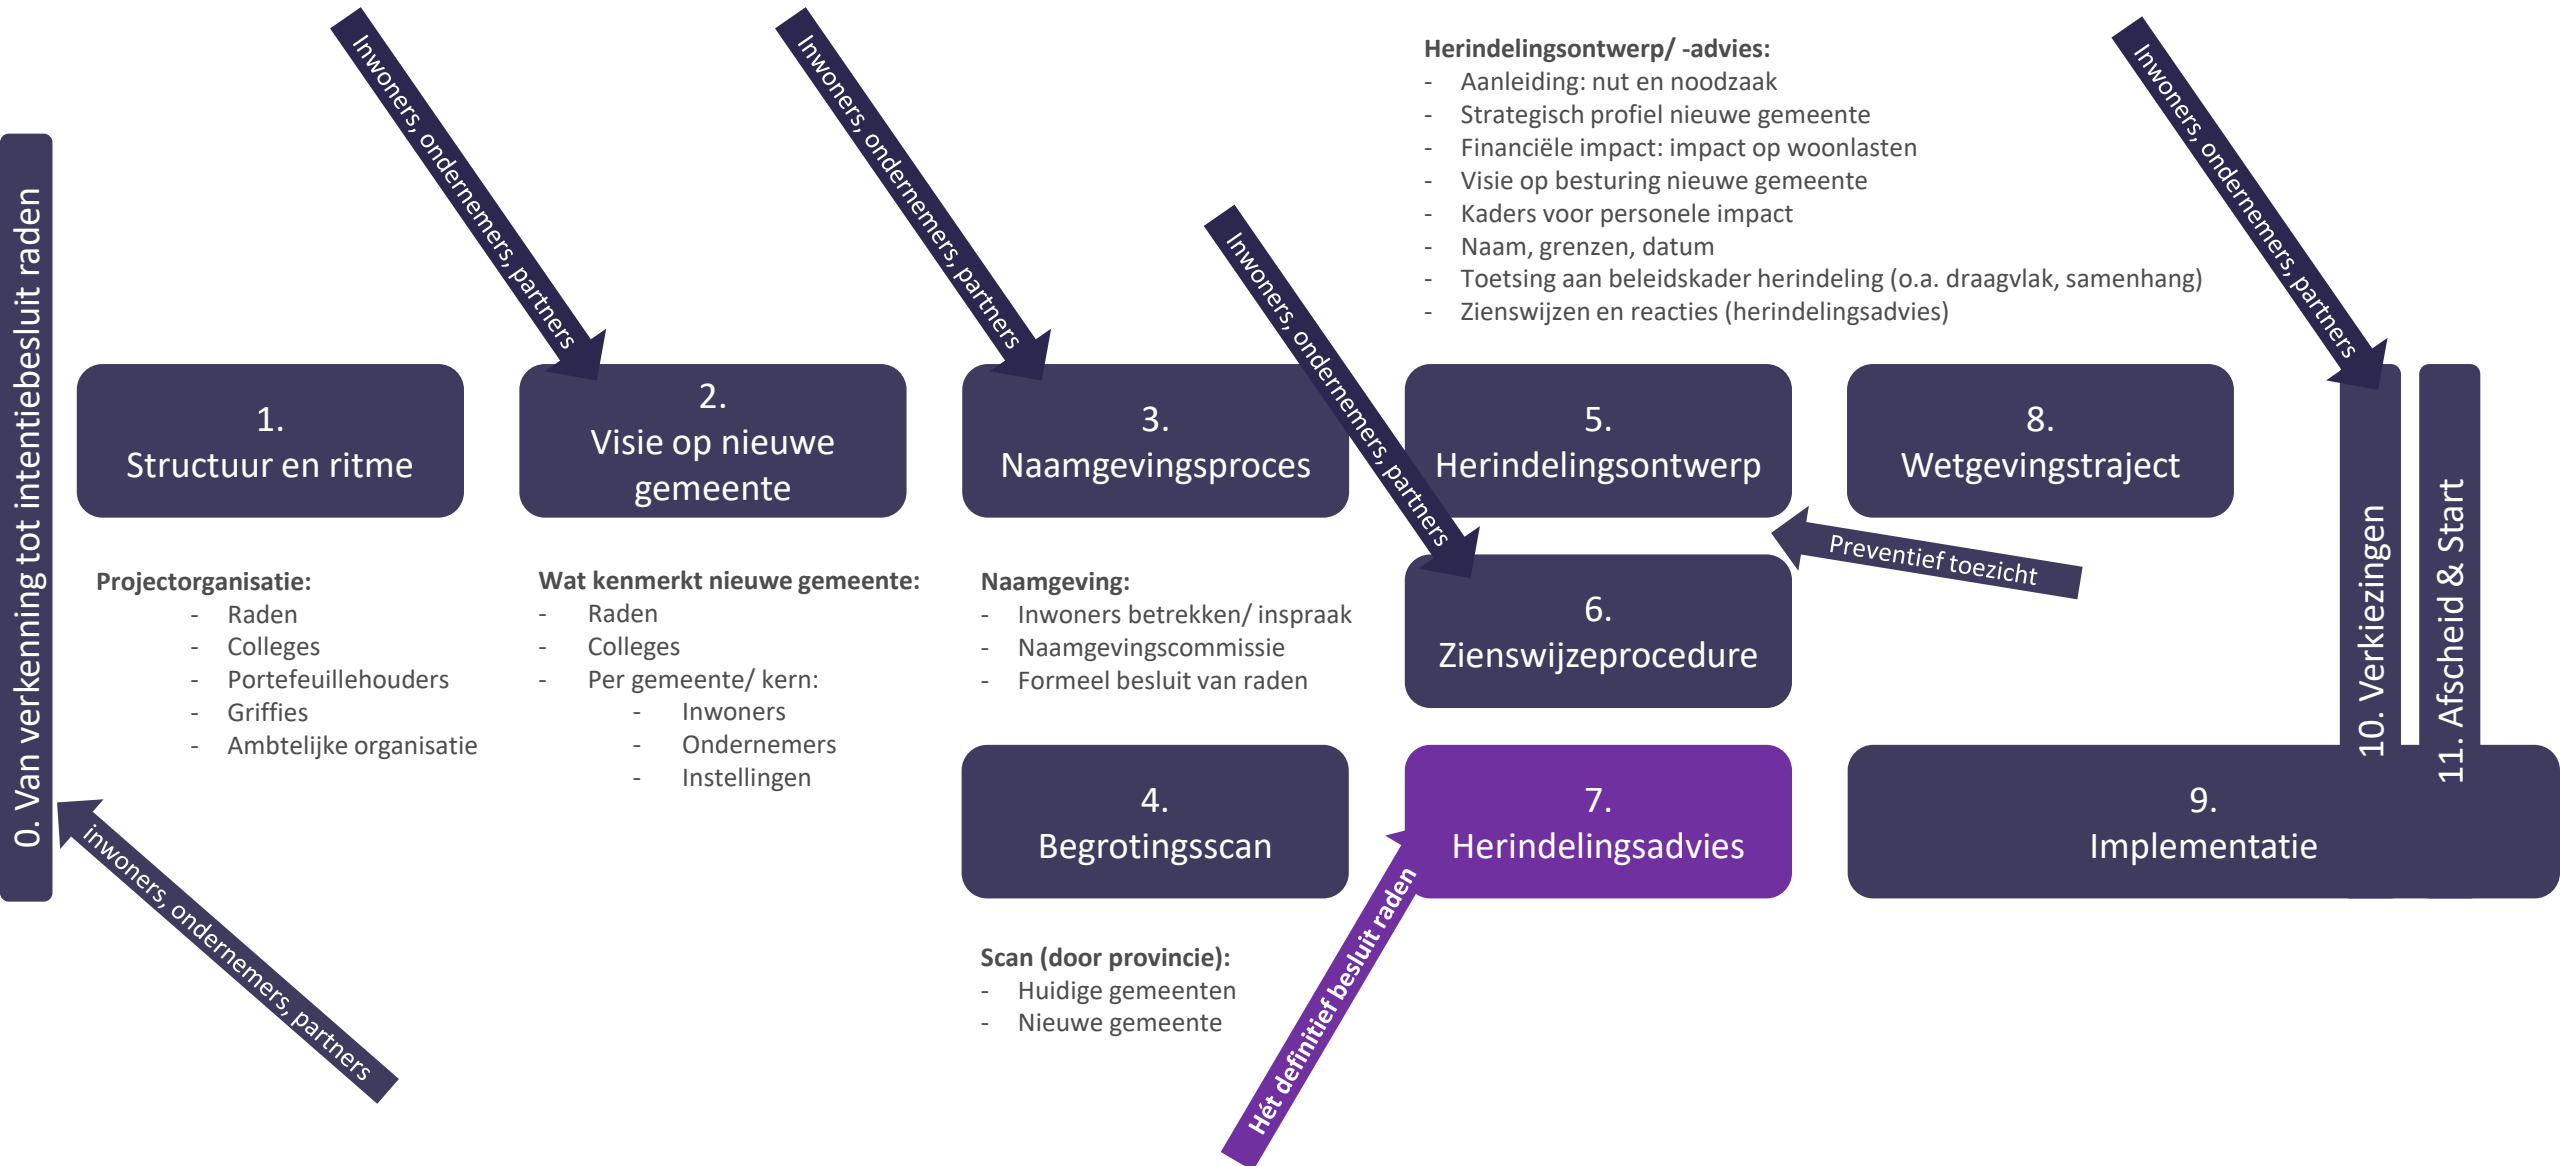 0. Van verkenning tot intentiebesluit raden
inwoners, ondernemers, partners
1.
Structuur en ritme
Projectorganisatie:
- Raden
- Colleges
- Portefeuillehouders
- Griffies
- Ambtelijke organisatie
Inwoners, ondernemers, partners
2.
Visie op nieuwe
gemeente
Wat kenmerkt nieuwe gemeente:
- Raden
- Colleges
- Per gemeente/ kern:
- Inwoners
- Ondernemers
- Instellingen
Inwoners, ondernemers, partners
3.
Naamgevingsproces
Naamgeving:
- Inwoners betrekken/ inspraak
- Naamgevingscommissie
- Formeel besluit van raden
4.
Begrotingsscan
Scan (door provincie):
- Huidige gemeenten
- Nieuwe gemeente
Herindelingsontwerp/ -advies:
- Aanleiding: nut en noodzaak
- Strategisch profiel nieuwe gemeente
- Financiële impact: impact op woonlasten
- Visie op besturing nieuwe gemeente
- Kaders voor personele impact
- Naam, grenzen, datum
- Toetsing aan beleidskader herindeling (o.a. draagvlak, samenhang)
- Zienswijzen en reacties (herindelingsadvies)
5.
Herindelingsontwerp
Inwoners, ondernemers, partners
6.
Zienswijzeprocedure
Preventief toezicht
7.
Herindelingsadvies
Hét definitief besluit raden
8.
Wetgevingstraject
9.
Implementatie
Inwoners, ondernemers, partners
10. Verkiezingen
11. Afscheid & Start